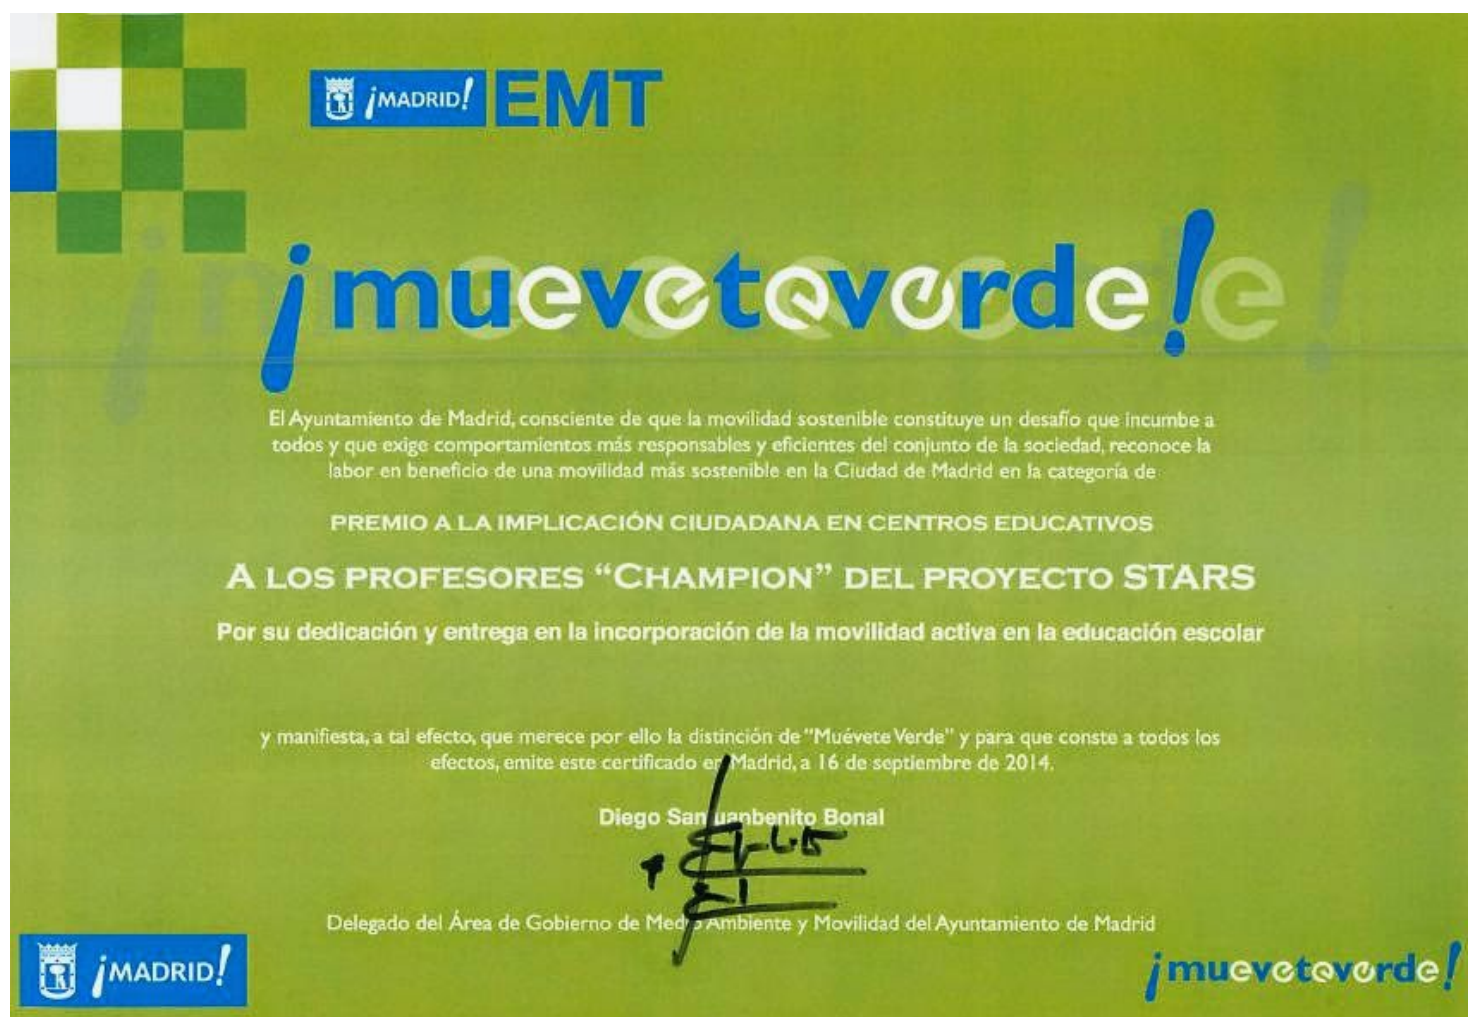 ¡MADRID! EMT
¡mueveteverde!
El Ayuntamiento de Madrid, consciente de que la movilidad sostenible constituye un desafío que incumbe a
todos y que exige comportamientos más responsables y eficientes del conjunto de la sociedad, reconoce la
labor en beneficio de una movilidad más sostenible en la Ciudad de Madrid en la categoría de
PREMIO A LA IMPLICACIÓN CIUDADANA EN CENTROS EDUCATIVOS
A LOS PROFESORES “CHAMPION” DEL PROYECTO STARS
Por su dedicación y entrega en la incorporación de la movilidad activa en la educación escolar
y manifiesta, a tal efecto, que merece por ello la distinción de "Muévete Verde" y para que conste a todos los
efectos, emite este certificado en Madrid, a 16 de septiembre de 2014.
Diego Sanjuanbenito Bonal
Delegado del Área de Gobierno de Medio Ambiente y Movilidad del Ayuntamiento de Madrid
¡MADRID!
¡mueveteverde!